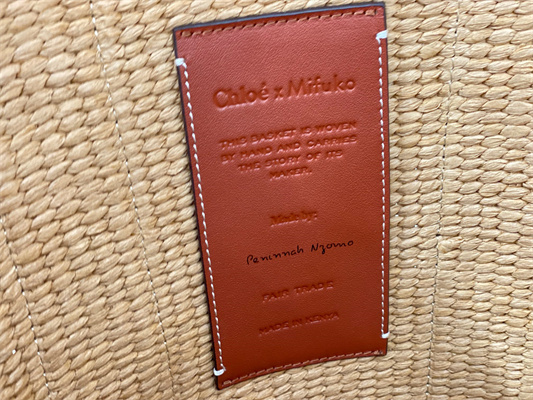 Chloé x Mifuko
THIS BASKET IS WOVEN
BY HAND AND CARRIES
THE STORY OF ITS
MAKER.
Made by:
Peninnah Nzomo
FAIR TRADE
MADE IN KENYA